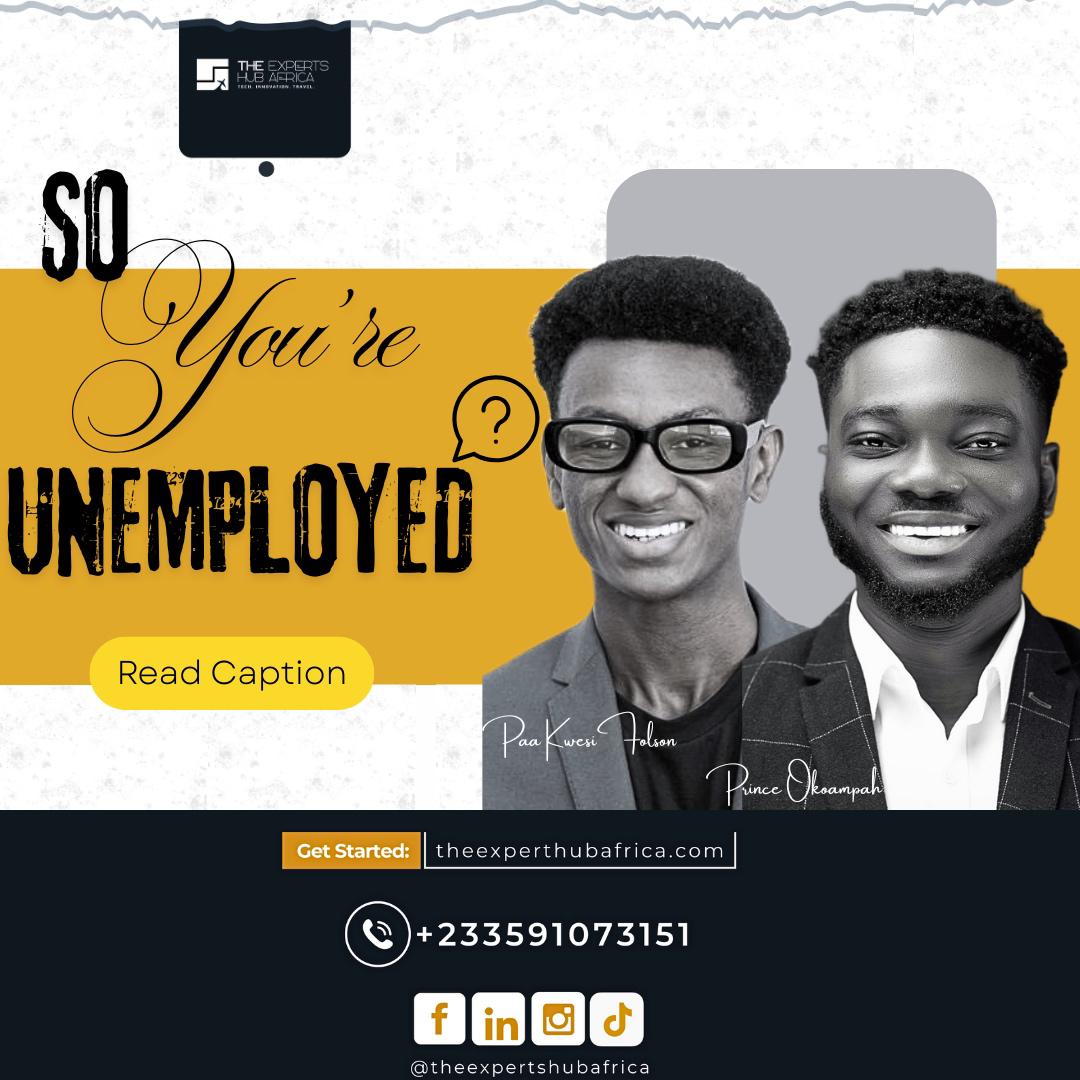 THE EXPERTS
HUB AFRICA
TECH. INNOVATION. TRAVEL.
SO
You're
UNEMPLOYED
?
Read Caption
Paa Kwesi Folson
Prince Okoampah
Get Started: theexperthubafrica.com
+233591073151
f in
@theexpertshubafrica